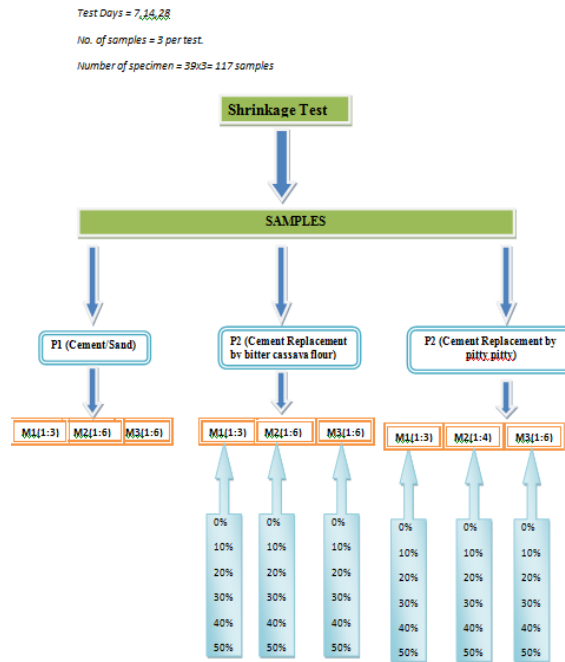 Test Days = 7,14,28
No. of samples = 3 per test.
Number of specimen = 39x3= 117 samples
Shrinkage Test
SAMPLES
P1 (Cement/Sand)
P2 (Cement Replacement
by bitter cassava flour)
P2 (Cement Replacement by
pitty pitty)
M1(1:3) M2(1:6) M3(1:6)
M1(1:3) M2(1:6) M3(1:6)
M1(1:3) M2(1:4) M3(1:6)
0% 0% 0%
10% 10% 10%
20% 20% 20%
30% 30% 30%
40% 40% 40%
50% 50% 50%
0% 0% 0%
10% 10% 10%
20% 20% 20%
30% 30% 30%
40% 40% 40%
50% 50% 50%